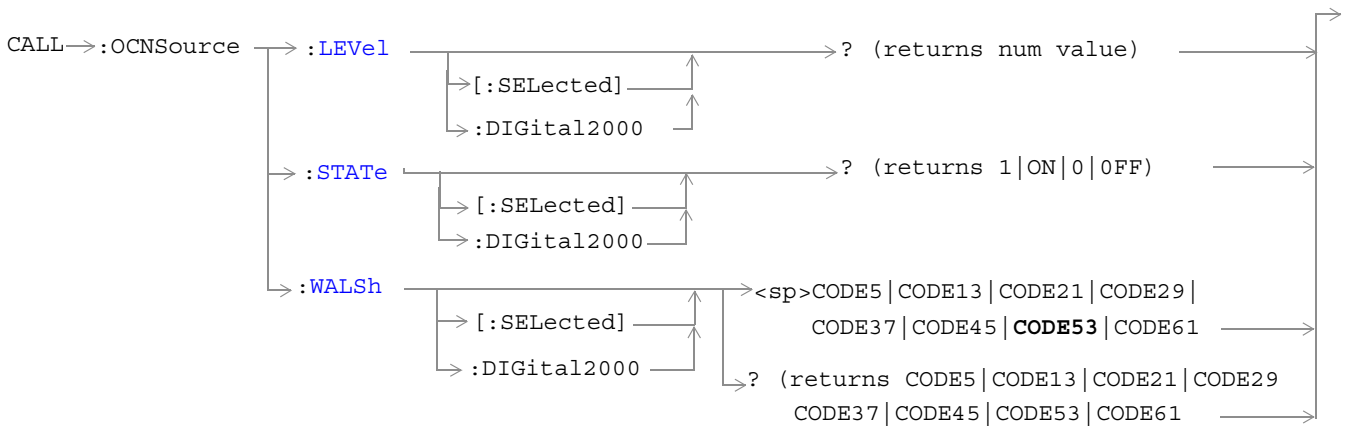 CALL :OCNSource :LEVel ? (returns num value)
[:SELected]
:DIGital2000
:STATe ? (returns 1|ON|0|0FF)
[:SELected]
:DIGital2000
:WALSh <sp>CODE5|CODE13|CODE21|CODE29|
[:SELected] CODE37|CODE45|CODE53|CODE61
:DIGital2000 ? (returns CODE5|CODE13|CODE21|CODE29
CODE37|CODE45|CODE53|CODE61